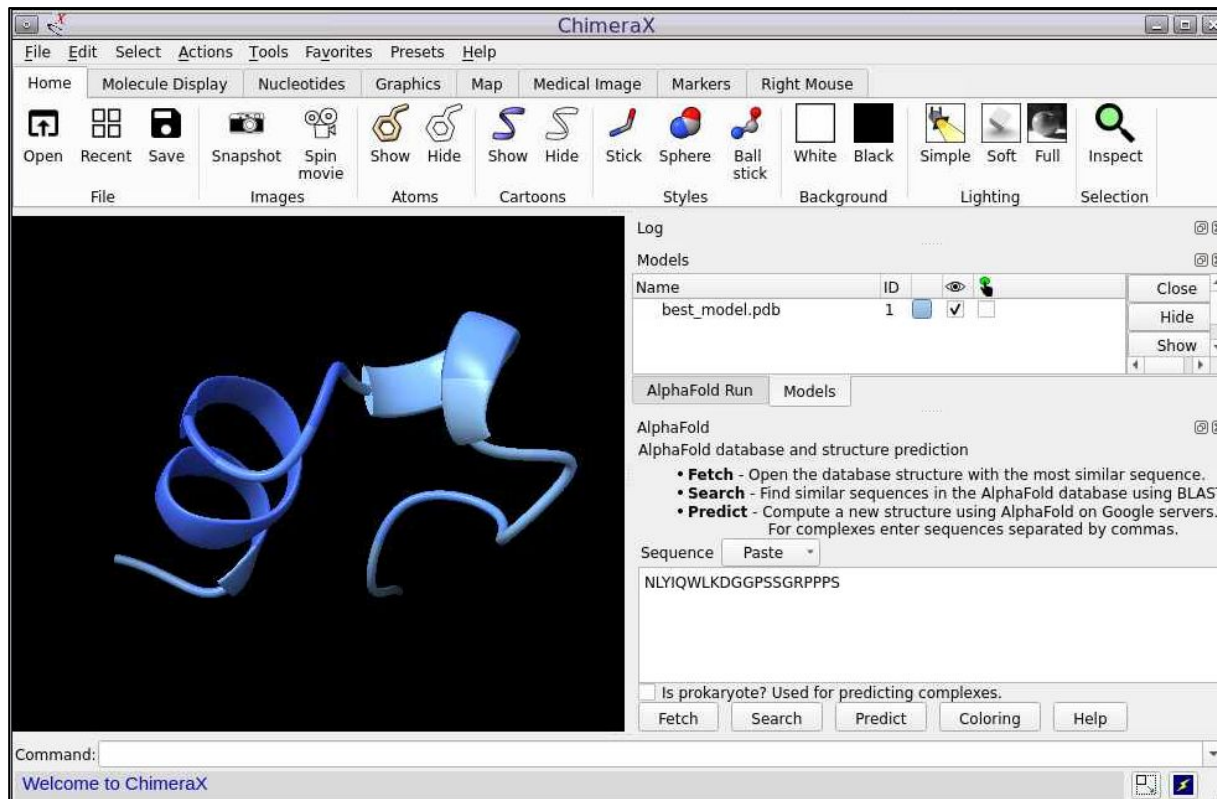 ChimeraX
File Edit Select Actions Tools Favorites Presets Help
Home Molecule Display Nucleotides Graphics Map Medical Image Markers Right Mouse
Open Recent Save Snapshot Spin movie Show Hide Show Hide Stick Sphere Ball stick White Black Simple Soft Full Inspect
File Images Atoms Cartoons Styles Background Lighting Selection
Log
Models
Name ID
best_model.pdb 1
Close
Hide
Show
AlphaFold Run Models
AlphaFold
AlphaFold database and structure prediction
• Fetch - Open the database structure with the most similar sequence.
• Search - Find similar sequences in the AlphaFold database using BLAST
• Predict - Compute a new structure using AlphaFold on Google servers.
For complexes enter sequences separated by commas.
Sequence Paste
NLYIQWLKDGGPSSGRPPPS
Is prokaryote? Used for predicting complexes.
Fetch Search Predict Coloring Help
Command:
Welcome to ChimeraX